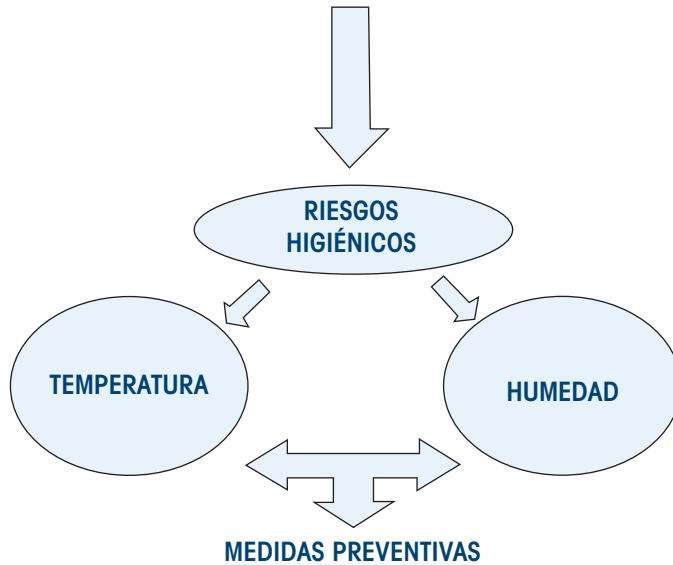 RIESGOS
HIGIÉNICOS
TEMPERATURA
HUMEDAD
MEDIDAS PREVENTIVAS